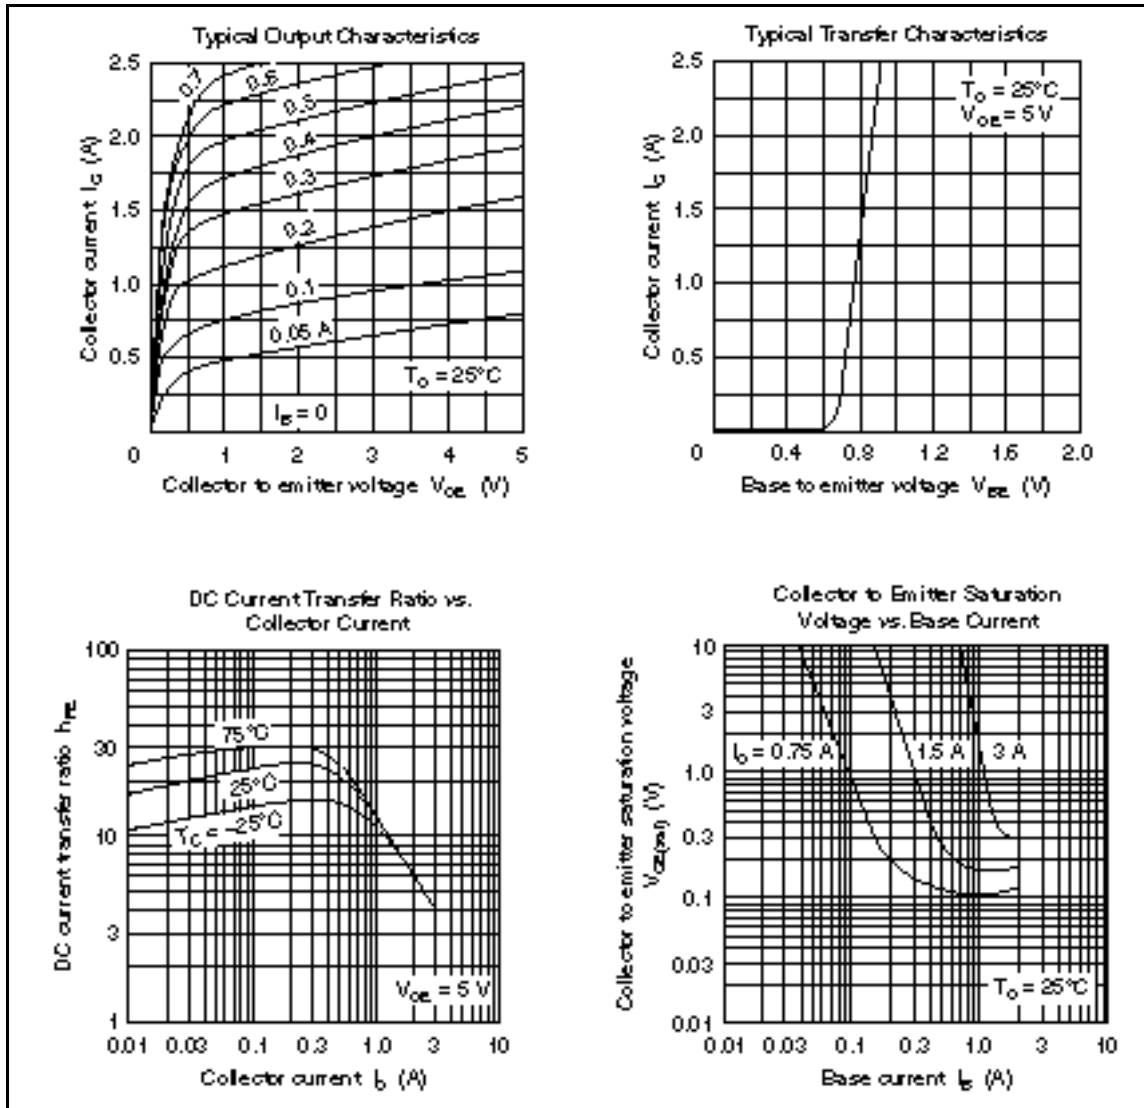 Typical Output Characteristics
Collector current IC (A)
2.5
2.0
1.5
1.0
0.5
0.7
0.6
0.5
0.4
0.3
0.2
0.1
0.05 A
TC = 25°C
IB = 0
0 1 2 3 4 5
Collector to emitter voltage VCE (V)
Typical Transfer Characteristics
Collector current IC (A)
2.5
2.0
1.5
1.0
0.5
TC = 25°C
VCE = 5 V
0 0.4 0.8 1.2 1.6 2.0
Base to emitter voltage VBE (V)
DC Current Transfer Ratio vs.
Collector Current
DC current transfer ratio hFE
100
30
10
3
1
75°C
25°C
TC = –25°C
VCE = 5 V
0.01 0.03 0.1 0.3 1.0 3 10
Collector current IC (A)
Collector to Emitter Saturation
Voltage vs. Base Current
Collector to emitter saturation voltage
VCE(sat) (V)
10
3
1.0
0.3
0.1
0.03
0.01
IC = 0.75 A
1.5 A
3 A
TC = 25°C
0.01 0.03 0.1 0.3 1.0 3 10
Base current IB (A)